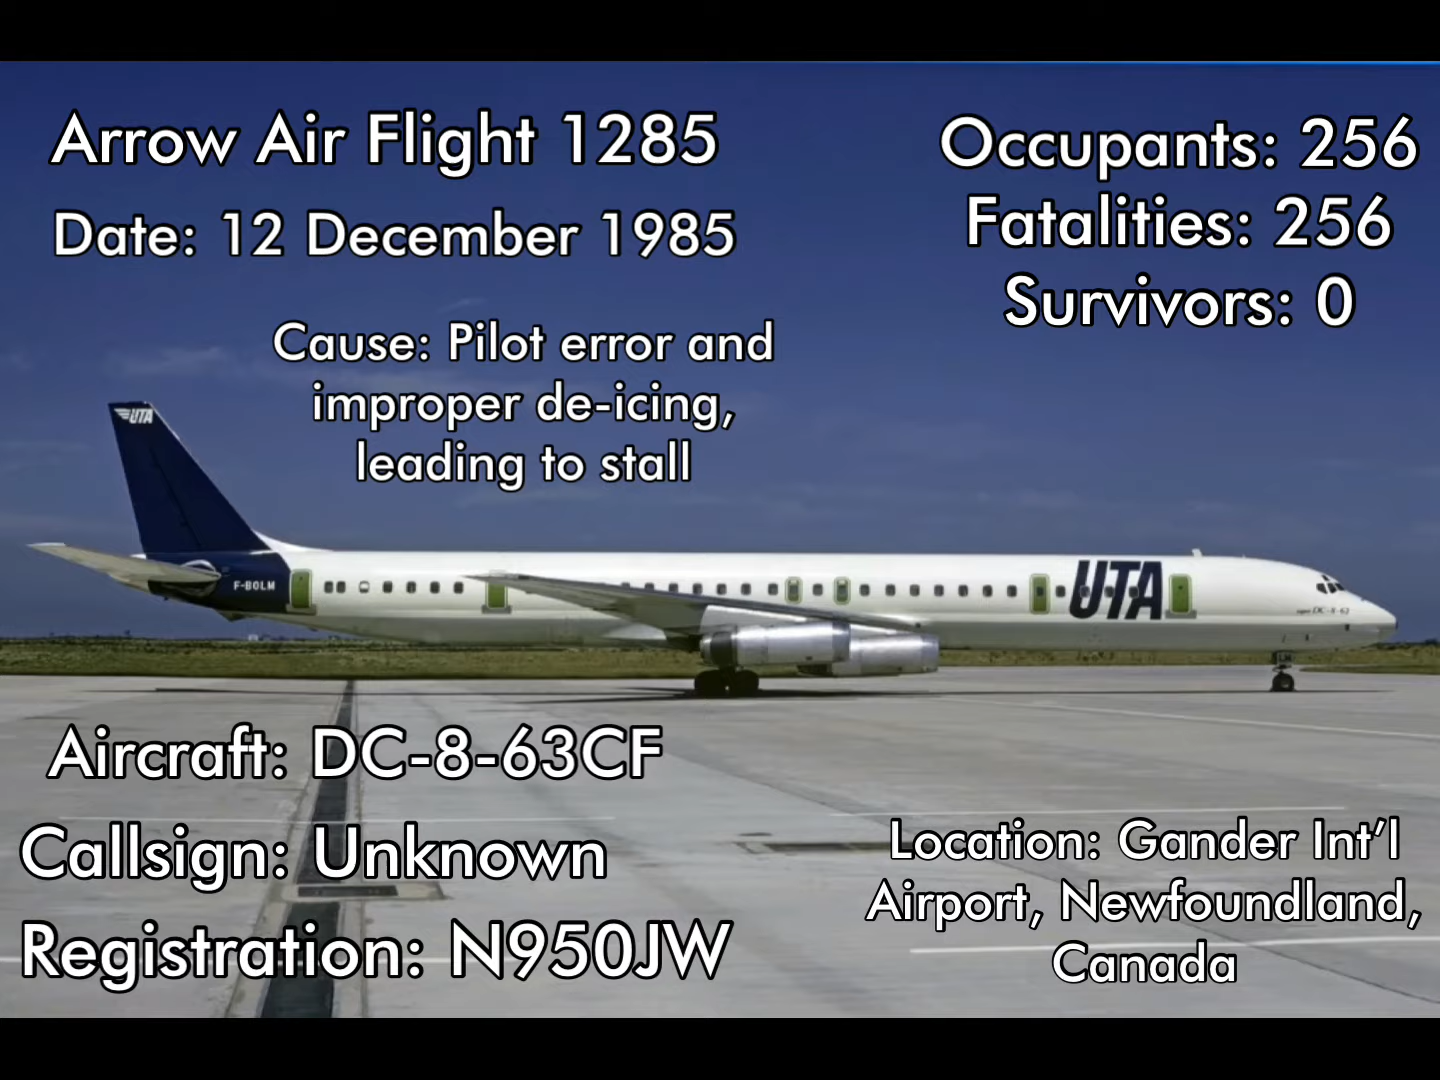 Arrow Air Flight 1285
Date: 12 December 1985
Occupants: 256
Fatalities: 256
Survivors: 0
Cause: Pilot error and
improper de-icing,
leading to stall
UTA
F-BOLM
UTA
Aircraft: DC-8-63CF
Callsign: Unknown
Registration: N950JW
Location: Gander Int'l
Airport, Newfoundland,
Canada